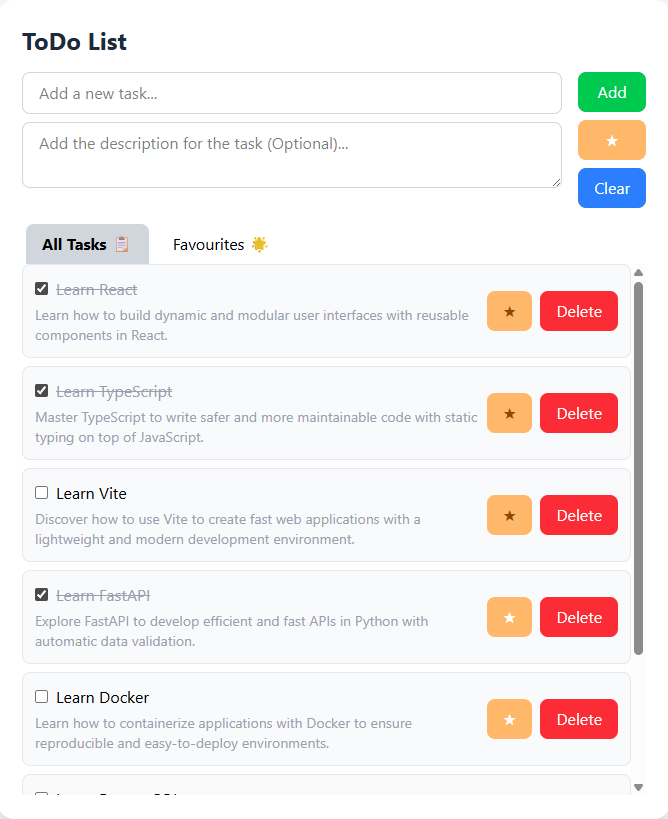 ToDo List
Add a new task...
Add
Add the description for the task (Optional)...
★
Clear
All Tasks 📋
Favourites 🌟
Learn React
Learn how to build dynamic and modular user interfaces with reusable
components in React.
★
Delete
Learn TypeScript
Master TypeScript to write safer and more maintainable code with static
typing on top of JavaScript.
★
Delete
Learn Vite
Discover how to use Vite to create fast web applications with a
lightweight and modern development environment.
★
Delete
Learn FastAPI
Explore FastAPI to develop efficient and fast APIs in Python with
automatic data validation.
★
Delete
Learn Docker
Learn how to containerize applications with Docker to ensure
reproducible and easy-to-deploy environments.
★
Delete